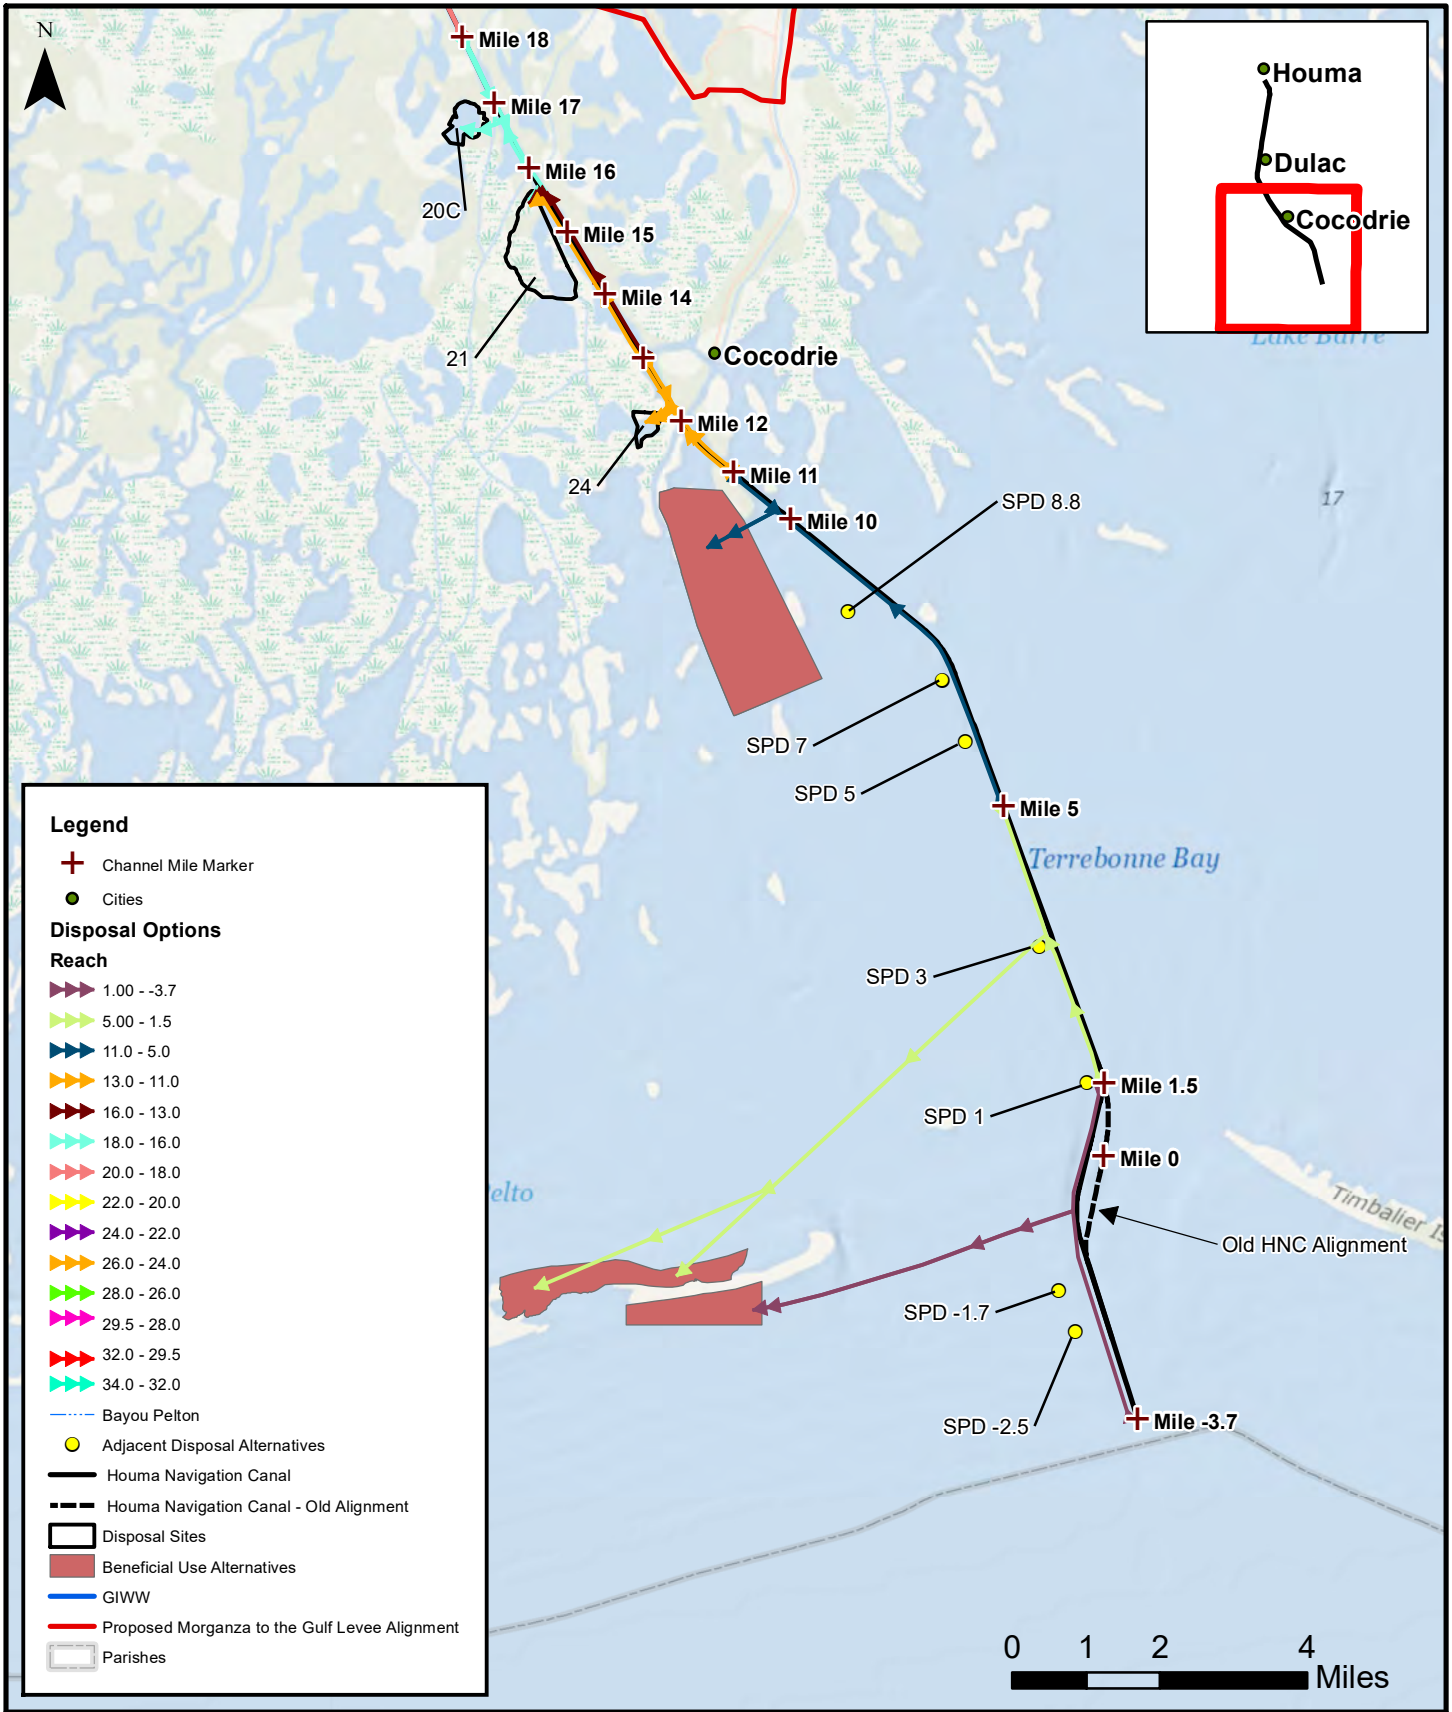 N
Mile 18
Mile 17
Mile 16
20C
Mile 15
Mile 14
21
Cocodrie
Mile 12
24
Mile 11
Mile 10
SPD 8.8
17
Houma
Dulac
Cocodrie
Lake Barre
SPD 7
SPD 5
Mile 5
Terrebonne Bay
SPD 3
Mile 1.5
SPD 1
Mile 0
elto
Timbalier Is
Old HNC Alignment
SPD -1.7
SPD -2.5
Mile -3.7
Legend
Channel Mile Marker
Cities
Disposal Options
Reach
1.00 - -3.7
5.00 - 1.5
11.0 - 5.0
13.0 - 11.0
16.0 - 13.0
18.0 - 16.0
20.0 - 18.0
22.0 - 20.0
24.0 - 22.0
26.0 - 24.0
28.0 - 26.0
29.5 - 28.0
32.0 - 29.5
34.0 - 32.0
Bayou Pelton
Adjacent Disposal Alternatives
Houma Navigation Canal
Houma Navigation Canal - Old Alignment
Disposal Sites
Beneficial Use Alternatives
GIWW
Proposed Morganza to the Gulf Levee Alignment
Parishes
0 1 2 4
Miles